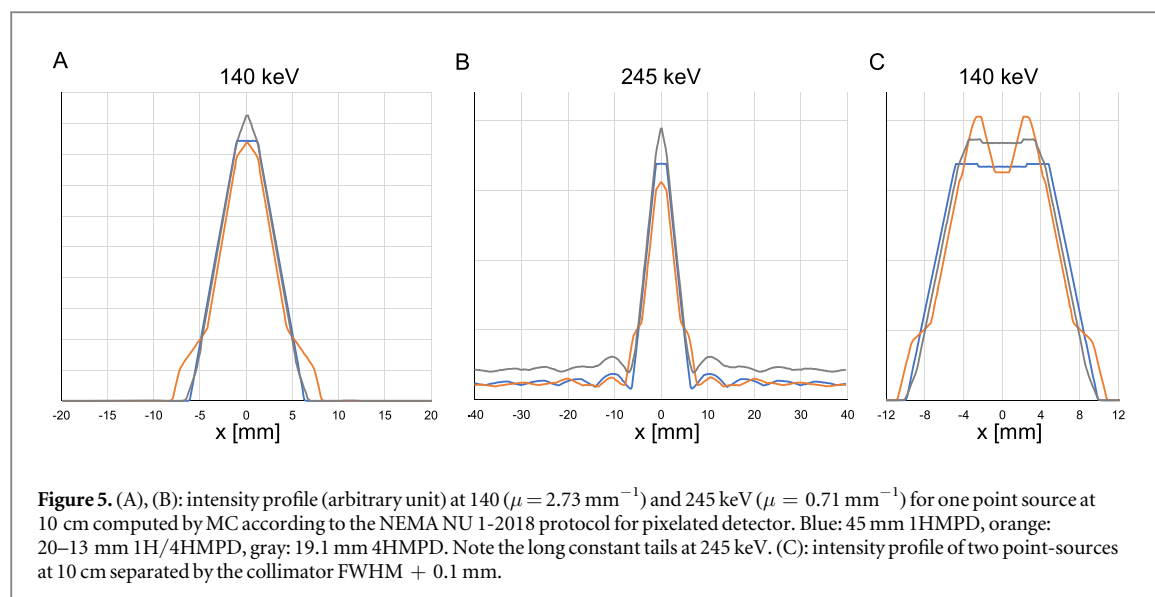 A
140 keV
-20 -15 -10 -5 0 5 10 15 20
x [mm]
B
245 keV
-40 -30 -20 -10 0 10 20 30 40
x [mm]
C
140 keV
-12 -8 -4 0 4 8 12
x [mm]
Figure 5. (A), (B): intensity profile (arbitrary unit) at 140 (μ = 2.73 mm⁻¹) and 245 keV (μ = 0.71 mm⁻¹) for one point source at
10 cm computed by MC according to the NEMA NU 1-2018 protocol for pixelated detector. Blue: 45 mm 1HMPD, orange:
20–13 mm 1H/4HMPD, gray: 19.1 mm 4HMPD. Note the long constant tails at 245 keV. (C): intensity profile of two point-sources
at 10 cm separated by the collimator FWHM + 0.1 mm.